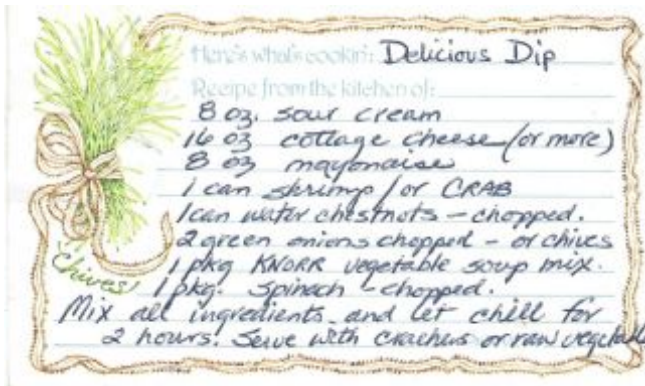 Here's what's cookin': Delicious Dip
Recipe from the kitchen of:
8 oz. sour cream
16 oz cottage cheese (or more)
8 oz mayonaise
1 can shrimp / or CRAB
1 can water chestnots - chopped.
2 green onions chopped - or chives
1 pkg KNORR vegetable soup mix.
1 pkg. spinach - chopped.
chives
Mix all ingredients and let chill for
2 hours. Serve with crackers or raw vegetable